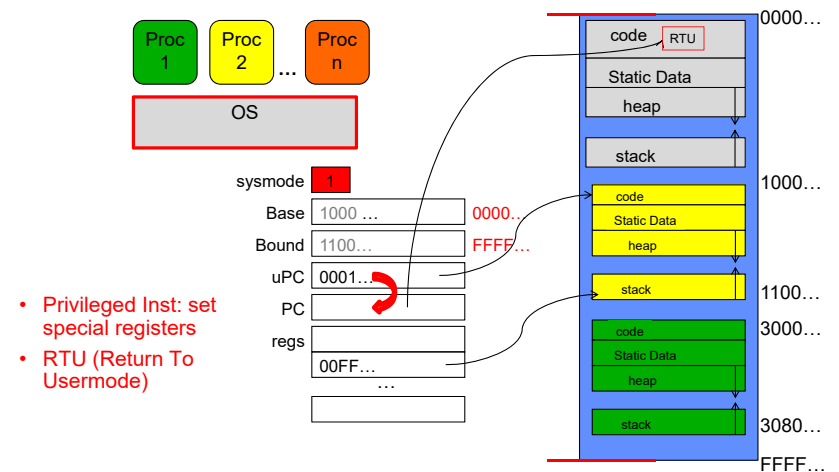 Proc
1
Proc
2
...
Proc
n
OS
sysmode 1
Base 1000 ... 0000...
Bound 1100... FFFF...
uPC 0001...
PC
regs
00FF...
...
• Privileged Inst: set
special registers
• RTU (Return To
Usermode)
code RTU
Static Data
heap
stack
code
Static Data
heap
stack
code
Static Data
heap
stack
0000...
1000...
1100...
3000...
3080...
FFFF...